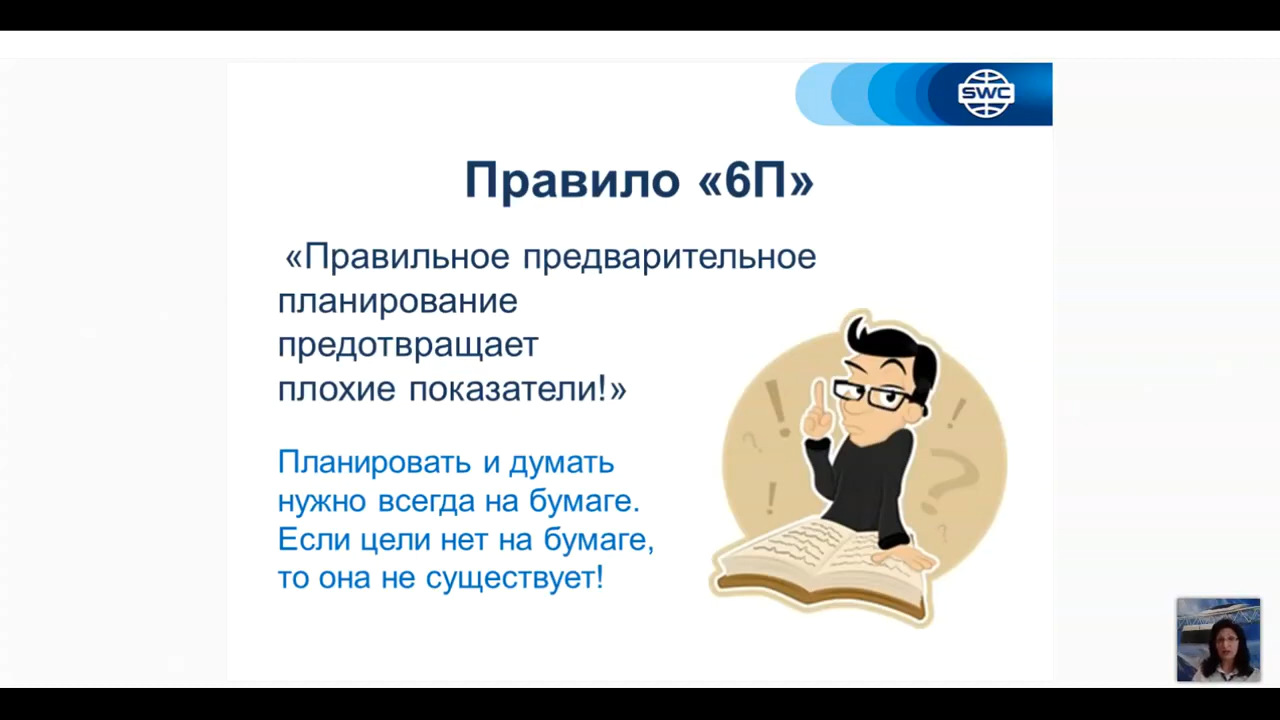 SWC
Правило «6П»
«Правильное предварительное
планирование
предотвращает
плохие показатели!»
Планировать и думать
нужно всегда на бумаге.
Если цели нет на бумаге,
то она не существует!